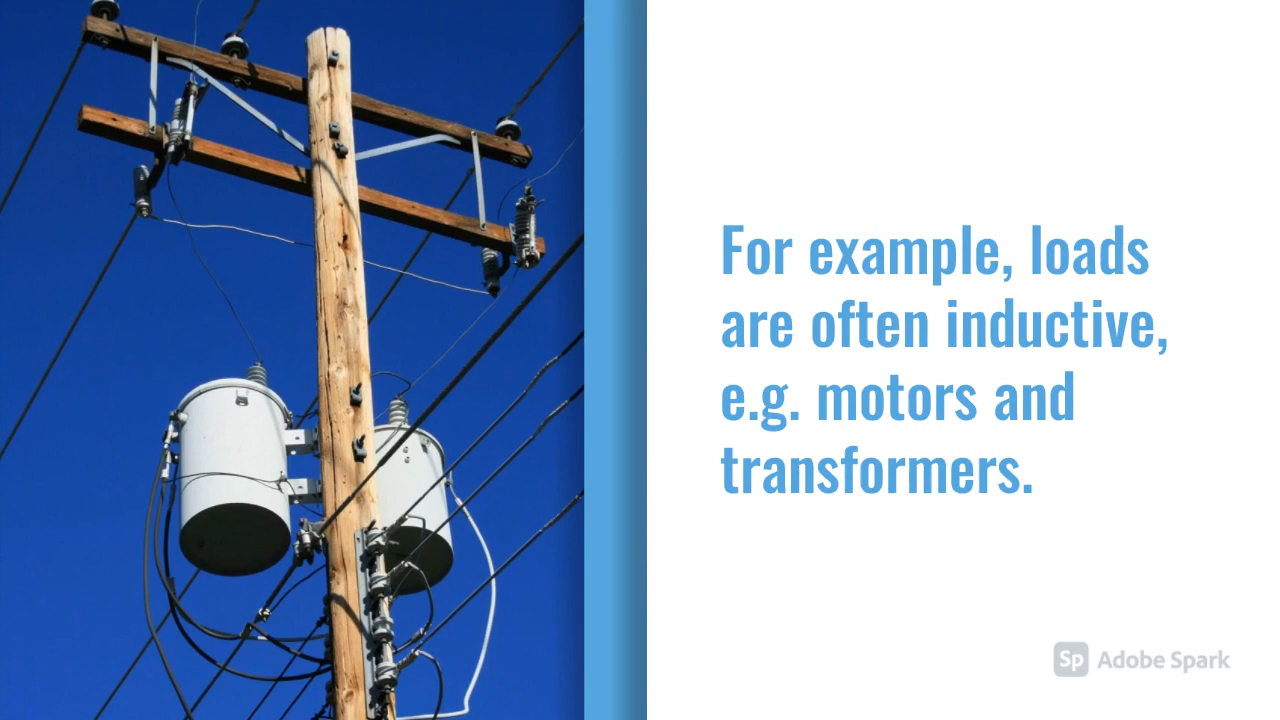 For example, loads
are often inductive,
e.g. motors and
transformers.
Sp Adobe Spark